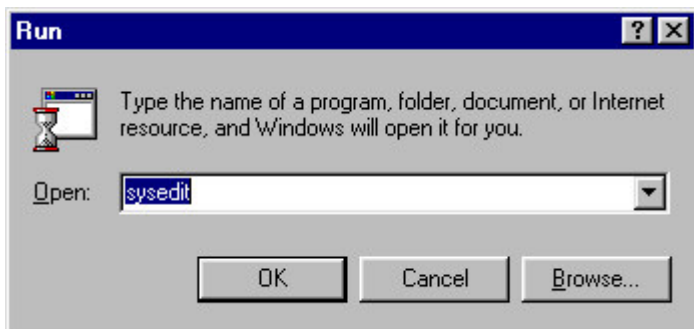 Run
Type the name of a program, folder, document, or Internet
resource, and Windows will open it for you.
Open: sysedit
OK Cancel Browse...